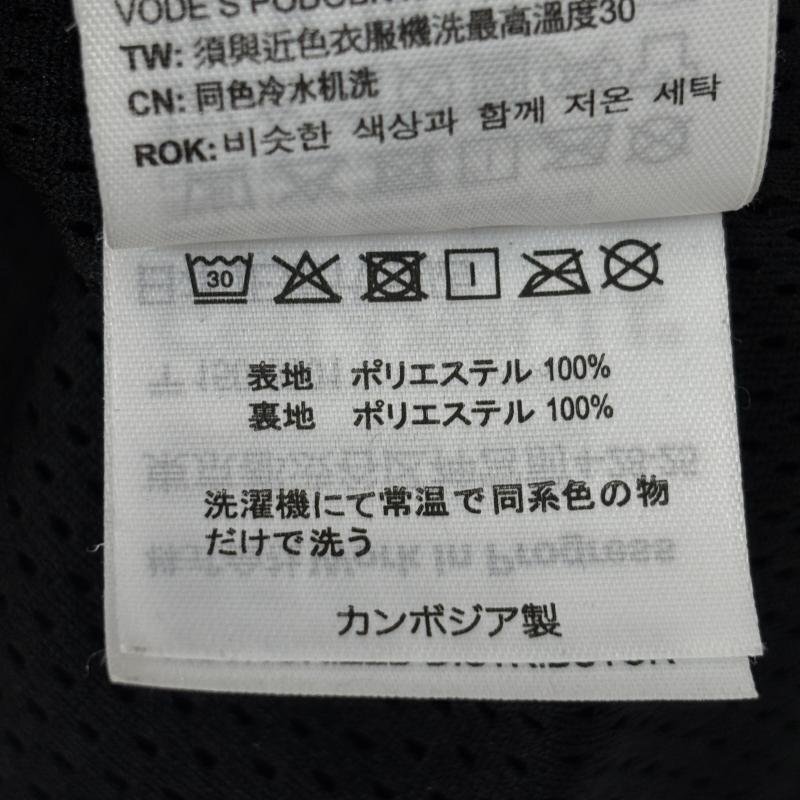 VODE S PODOBN
TW: 須與近色衣服機洗最高溫度30
CN: 同色冷水机洗
ROK: 비슷한 색상과 함께 저온 세탁
30
表地 ポリエステル 100%
裏地 ポリエステル 100%
洗濯機にて常温で同系色の物
だけで洗う
カンボジア製